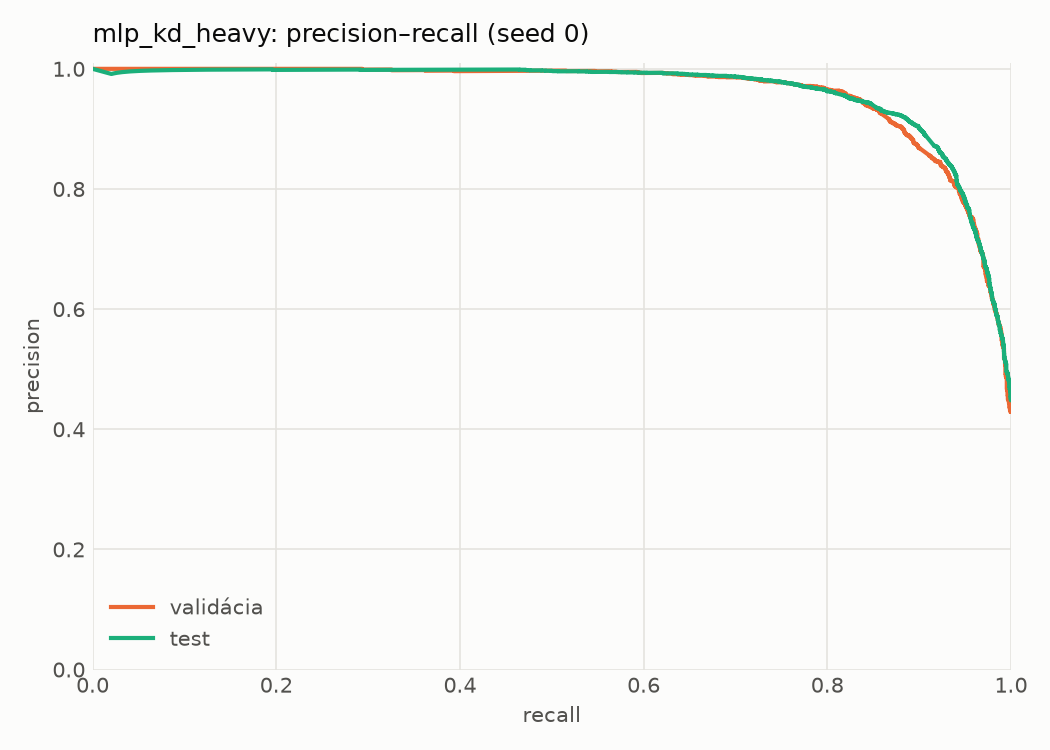 mlp_kd_heavy: precision–recall (seed 0)
1.0
0.8
0.6
0.4
0.2
0.0
precision
validácia
test
0.0 0.2 0.4 0.6 0.8 1.0
recall